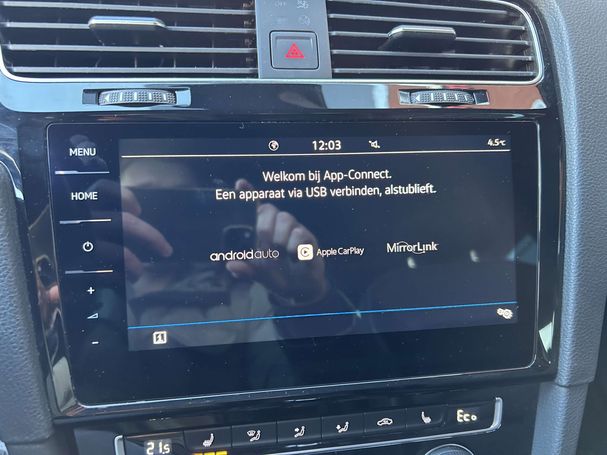 MENU
HOME
12:03
4.5°C
Welkom bij App-Connect.
Een apparaat via USB verbinden, alstublieft.
androidauto
Apple CarPlay
MirrorLink
+
-
21.5
Eco